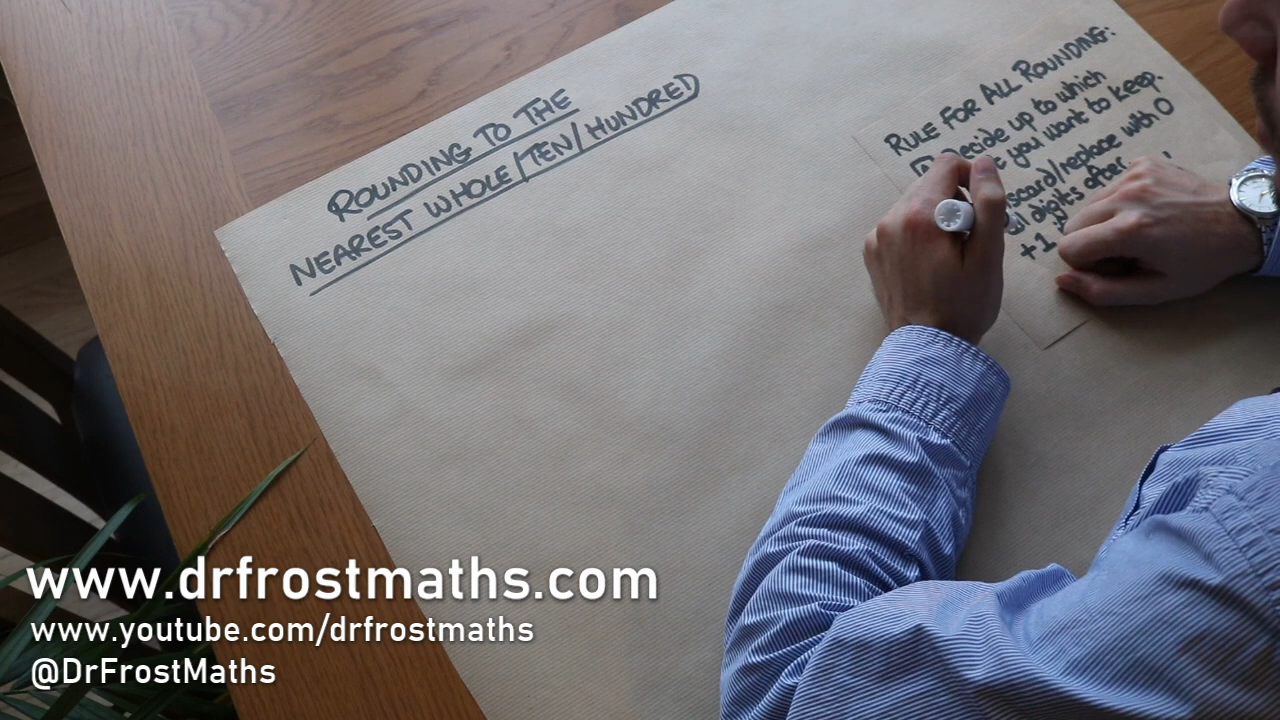 ROUNDING TO THE
NEAREST WHOLE/TEN/HUNDRED
RULE FOR ALL ROUNDING:
Decide up to which
you want to keep.
/replace with 0
digits after
+1
www.drfrostmaths.com
www.youtube.com/drfrostmaths
@DrFrostMaths